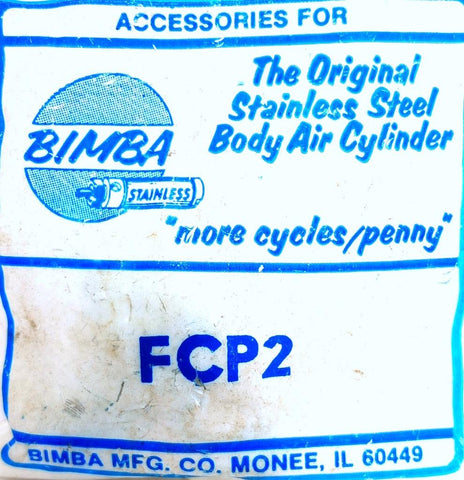 ACCESSORIES FOR
The Original
Stainless Steel
Body Air Cylinder
BIMBA
STAINLESS
"more cycles/penny"
FCP2
BIMBA MFG. CO. MONEE, IL 60449